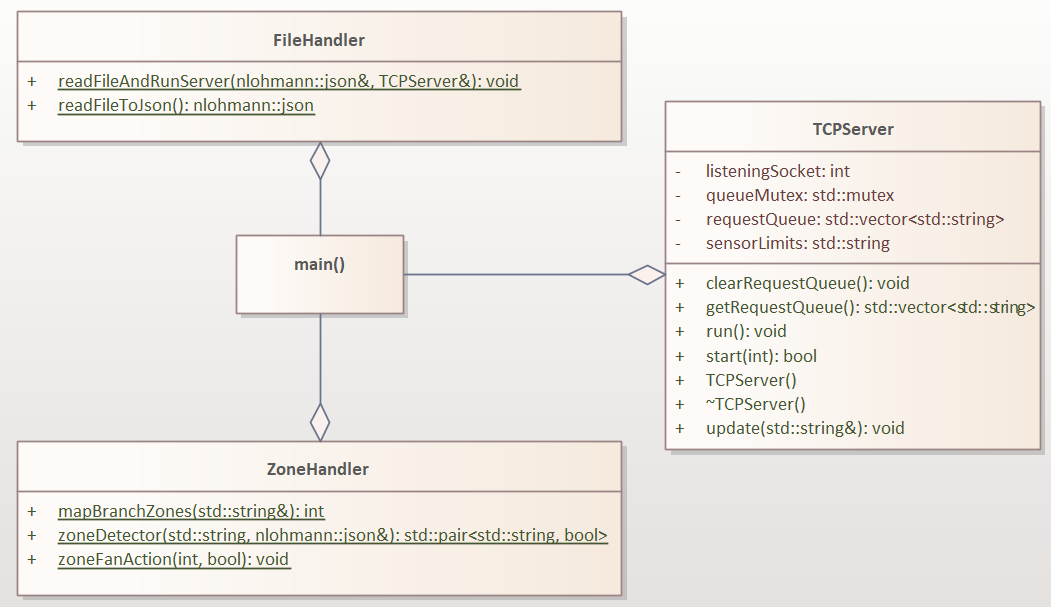 FileHandler
+ readFileAndRunServer(nlohmann::json&, TCPServer&): void
+ readFileToJson(): nlohmann::json
main()
TCPServer
- listeningSocket: int
- queueMutex: std::mutex
- requestQueue: std::vector<std::string>
- sensorLimits: std::string
+ clearRequestQueue(): void
+ getRequestQueue(): std::vector<std::string>
+ run(): void
+ start(int): bool
+ TCPServer()
+ ~TCPServer()
+ update(std::string&): void
ZoneHandler
+ mapBranchZones(std::string&): int
+ zoneDetector(std::string, nlohmann::json&): std::pair<std::string, bool>
+ zoneFanAction(int, bool): void